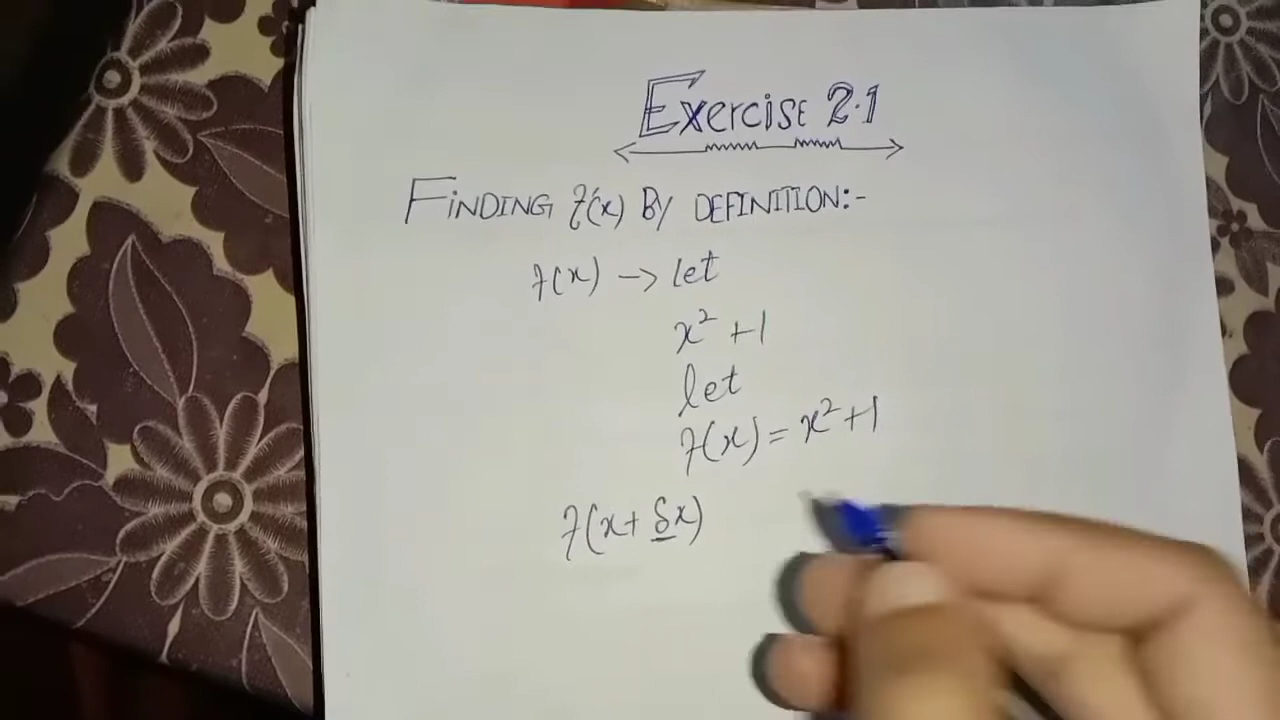 Exercise 2.1
FINDING f'(x) BY DEFINITION:-
f(x) → let
x² + 1
let
f(x) = x² + 1
f(x + δx)